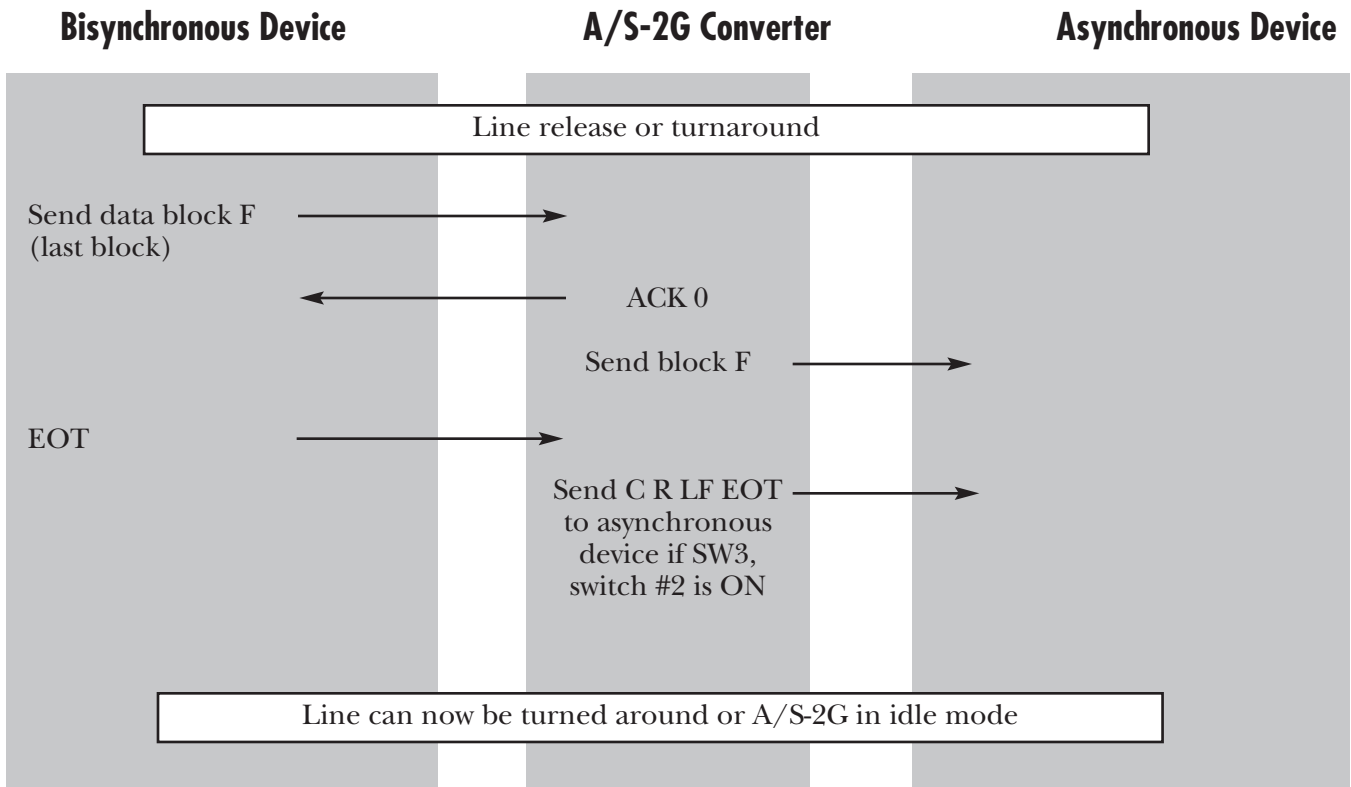 Bisynchronous Device
A/S-2G Converter
Asynchronous Device
Line release or turnaround
Send data block F
(last block)
ACK 0
Send block F
EOT
Send C R LF EOT
to asynchronous
device if SW3,
switch #2 is ON
Line can now be turned around or A/S-2G in idle mode